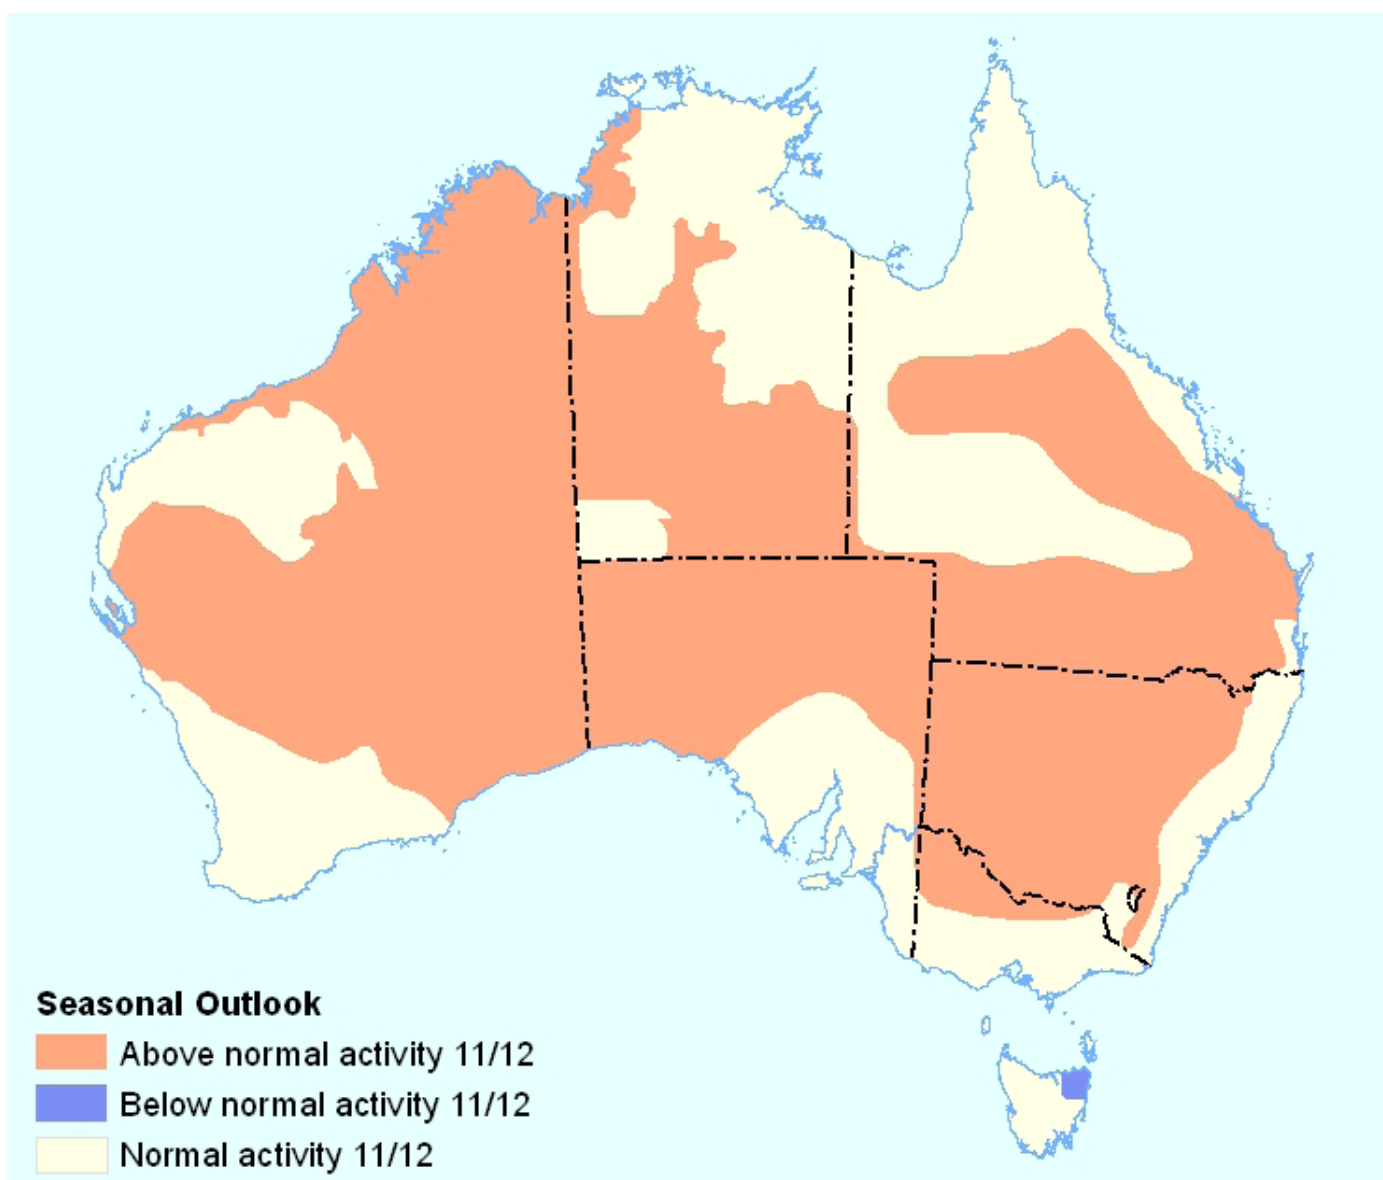 Seasonal Outlook
Above normal activity 11/12
Below normal activity 11/12
Normal activity 11/12